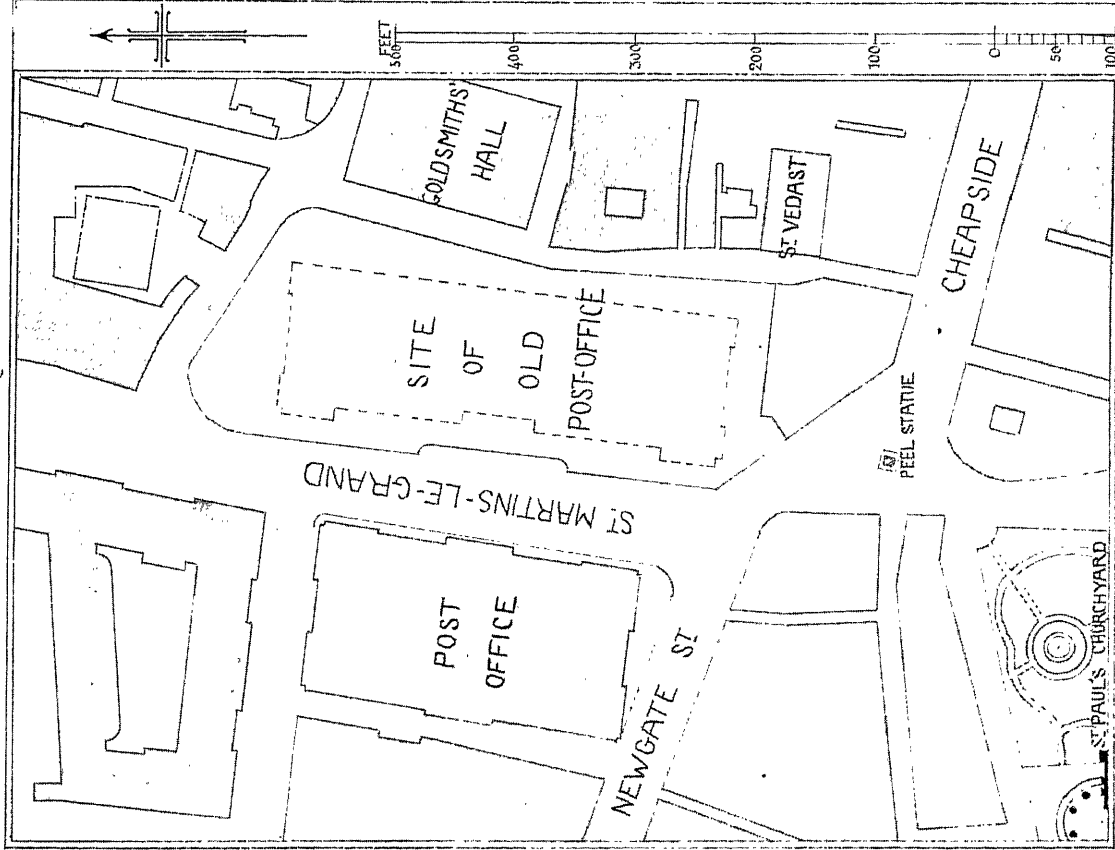 FEET
500
400
300
200
100
0
50
100
GOLDSMITHS'
HALL
SITE
OF
OLD
POST-OFFICE
ST MARTINS-LE-GRAND
POST
OFFICE
ST VEDAST
CHEAPSIDE
PEEL STATUE
NEWGATE ST
ST PAUL'S CHURCHYARD